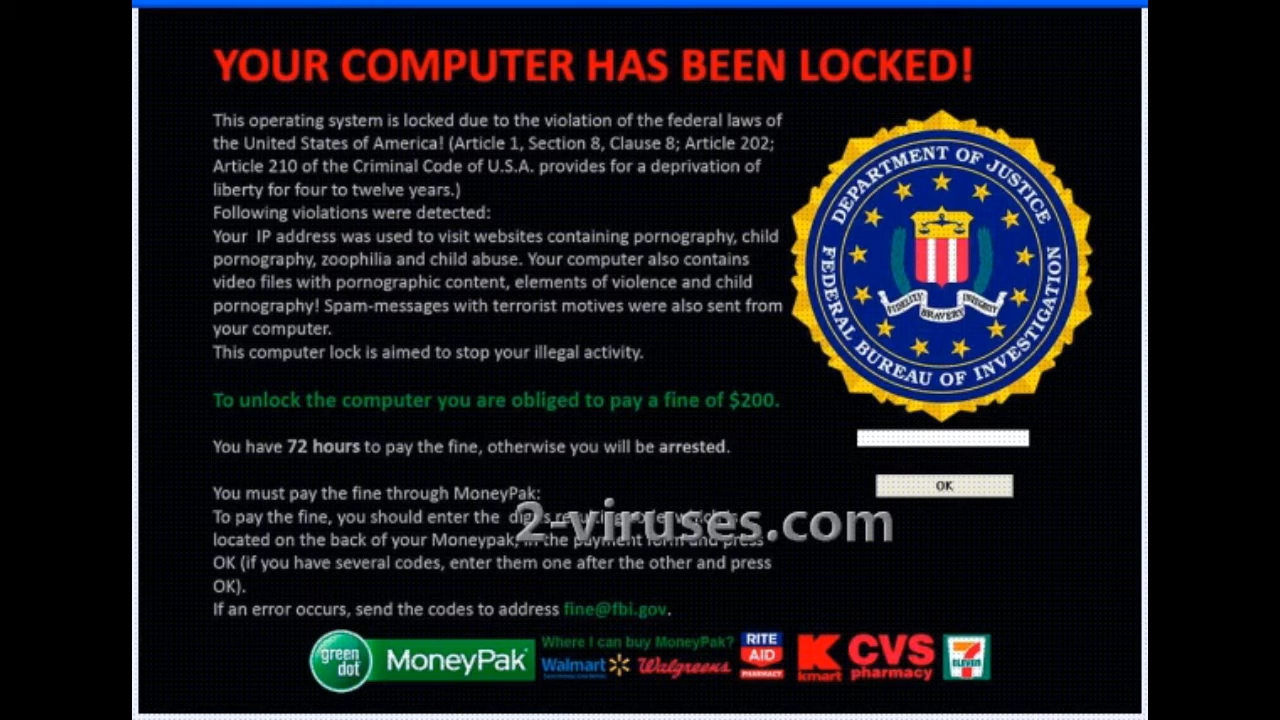 YOUR COMPUTER HAS BEEN LOCKED!
This operating system is locked due to the violation of the federal laws of
the United States of America! (Article 1, Section 8, Clause 8; Article 202;
Article 210 of the Criminal Code of U.S.A. provides for a deprivation of
liberty for four to twelve years.)
Following violations were detected:
Your IP address was used to visit websites containing pornography, child
pornography, zoophilia and child abuse. Your computer also contains
video files with pornographic content, elements of violence and child
pornography! Spam-messages with terrorist motives were also sent from
your computer.
This computer lock is aimed to stop your illegal activity.
To unlock the computer you are obliged to pay a fine of $200.
You have 72 hours to pay the fine, otherwise you will be arrested.
You must pay the fine through MoneyPak:
To pay the fine, you should enter the
located on the back of your Moneypak, in the payment form and press
OK (if you have several codes, enter them one after the other and press
OK).
If an error occurs, send the codes to address fine@fbi.gov.
DEPARTMENT OF JUSTICE
FIDELITY BRAVERY INTEGRITY
FEDERAL BUREAU OF INVESTIGATION
OK
2-viruses.com
green dot MoneyPak
Where I can buy MoneyPak?
Walmart Walgreens
RITE AID PHARMACY
kmart
CVS pharmacy
7 ELEVEN